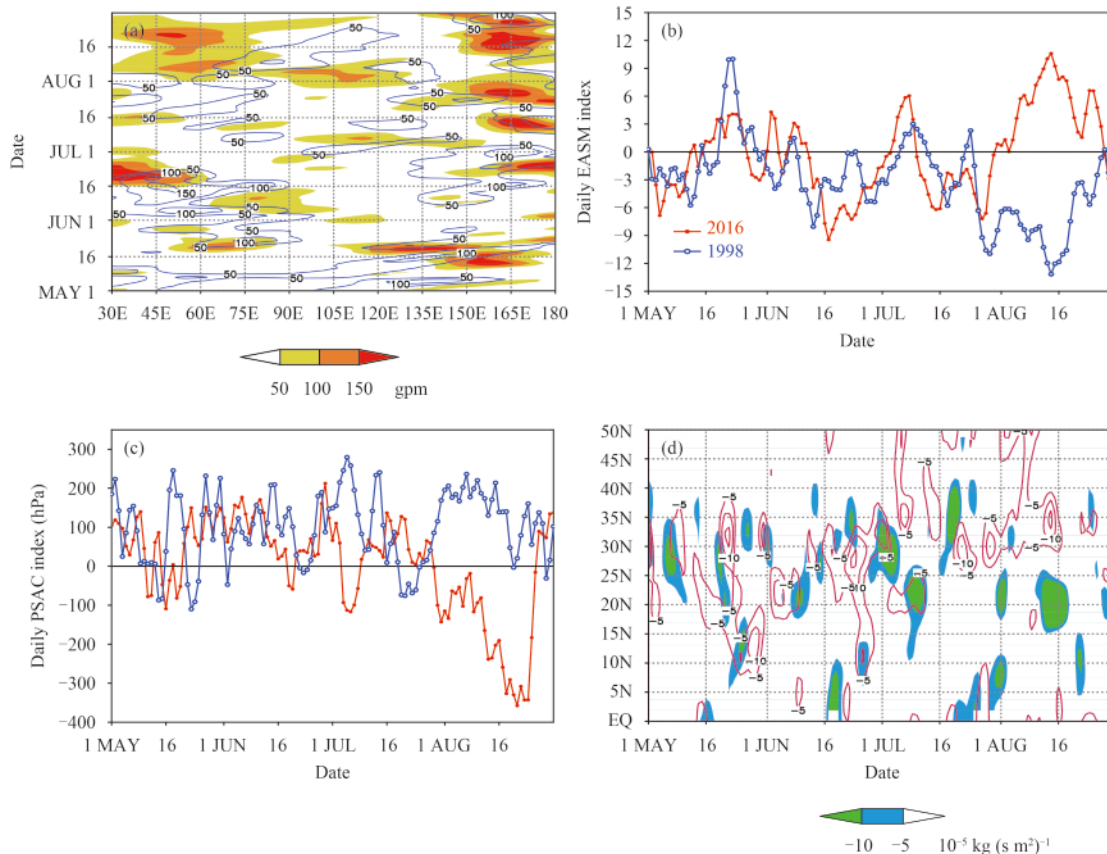 (a)
Date
16
AUG 1
16
JUL 1
16
JUN 1
16
MAY 1
30E 45E 60E 75E 90E 105E 120E 135E 150E 165E 180
50 100 150 gpm
(b)
Daily EASM index
15
12
9
6
3
0
−3
−6
−9
−12
−15
2016
1998
1 MAY 16 1 JUN 16 1 JUL 16 1 AUG 16
Date
(c)
Daily PSAC index (hPa)
300
200
100
0
−100
−200
−300
−400
1 MAY 16 1 JUN 16 1 JUL 16 1 AUG 16
Date
(d)
50N
45N
40N
35N
30N
25N
20N
15N
10N
5N
EQ
1 MAY 16 1 JUN 16 1 JUL 16 1 AUG 16
Date
−10 −5 10⁻⁵ kg (s m²)⁻¹